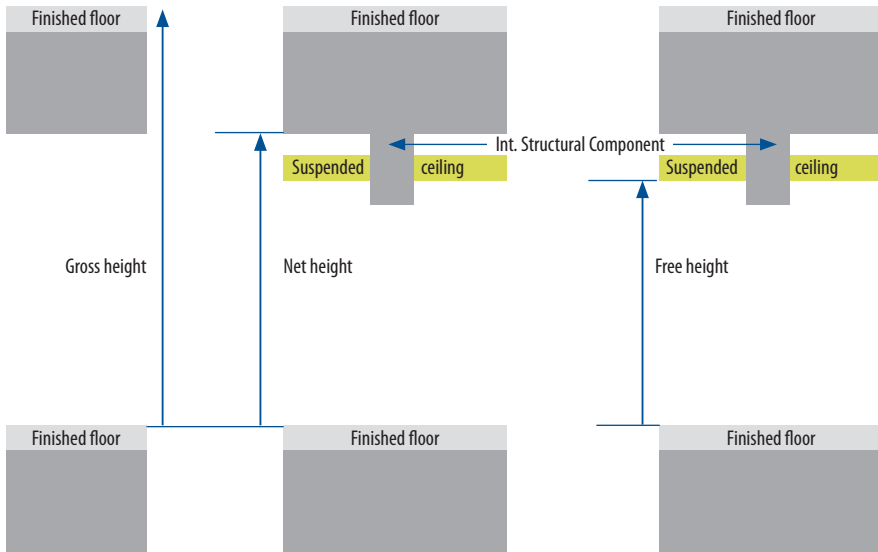 Finished floor
Finished floor
Finished floor
Int. Structural Component
Suspended ceiling
Suspended ceiling
Gross height
Net height
Free height
Finished floor
Finished floor
Finished floor